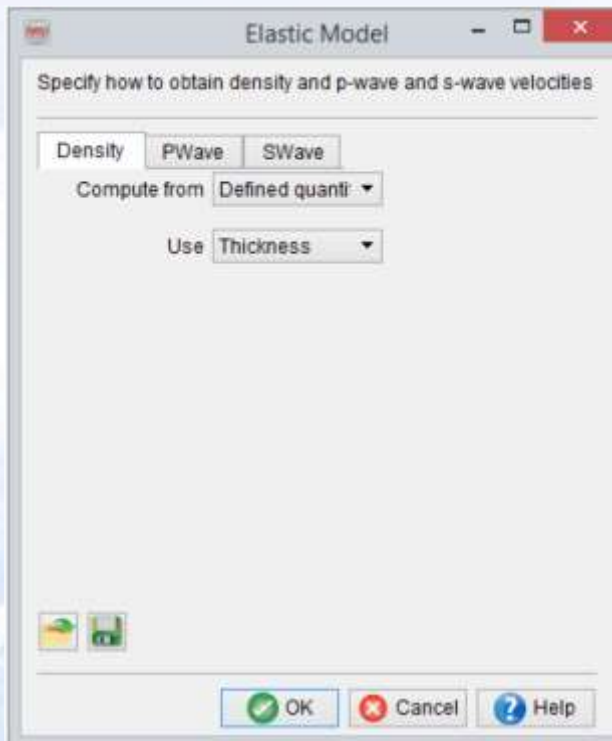 Elastic Model
Specify how to obtain density and p-wave and s-wave velocities
Density PWave SWave
Compute from Defined quanti
Use Thickness
OK Cancel Help